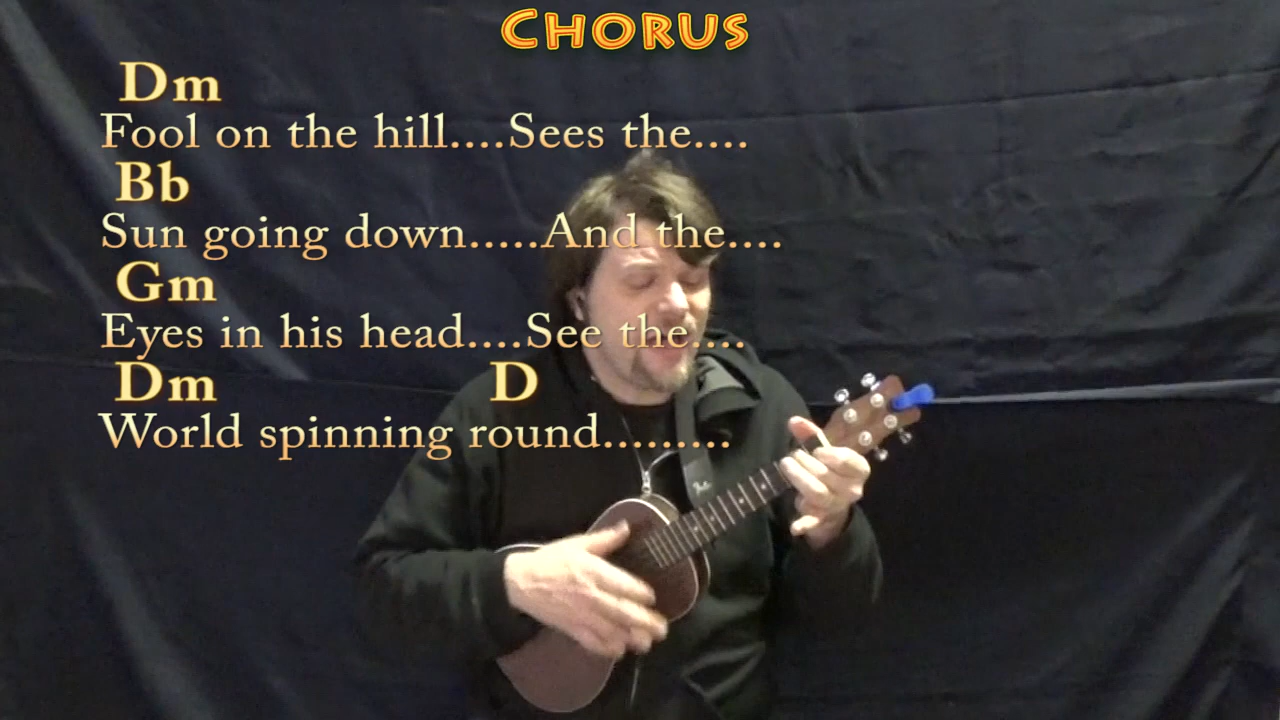 CHORUS
Dm
Fool on the hill....Sees the....
Bb
Sun going down.....And the....
Gm
Eyes in his head....See the....
Dm D
World spinning round.........